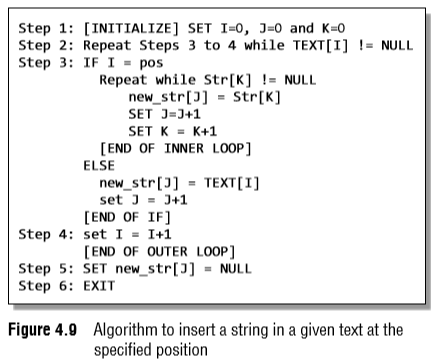 Step 1: [INITIALIZE] SET I=0, J=0 and K=0
Step 2: Repeat Steps 3 to 4 while TEXT[I] != NULL
Step 3: IF I = pos
Repeat while Str[K] != NULL
new_str[J] = Str[K]
SET J=J+1
SET K = K+1
[END OF INNER LOOP]
ELSE
new_str[J] = TEXT[I]
set J = J+1
[END OF IF]
Step 4: set I = I+1
[END OF OUTER LOOP]
Step 5: SET new_str[J] = NULL
Step 6: EXIT
Figure 4.9 Algorithm to insert a string in a given text at the
specified position